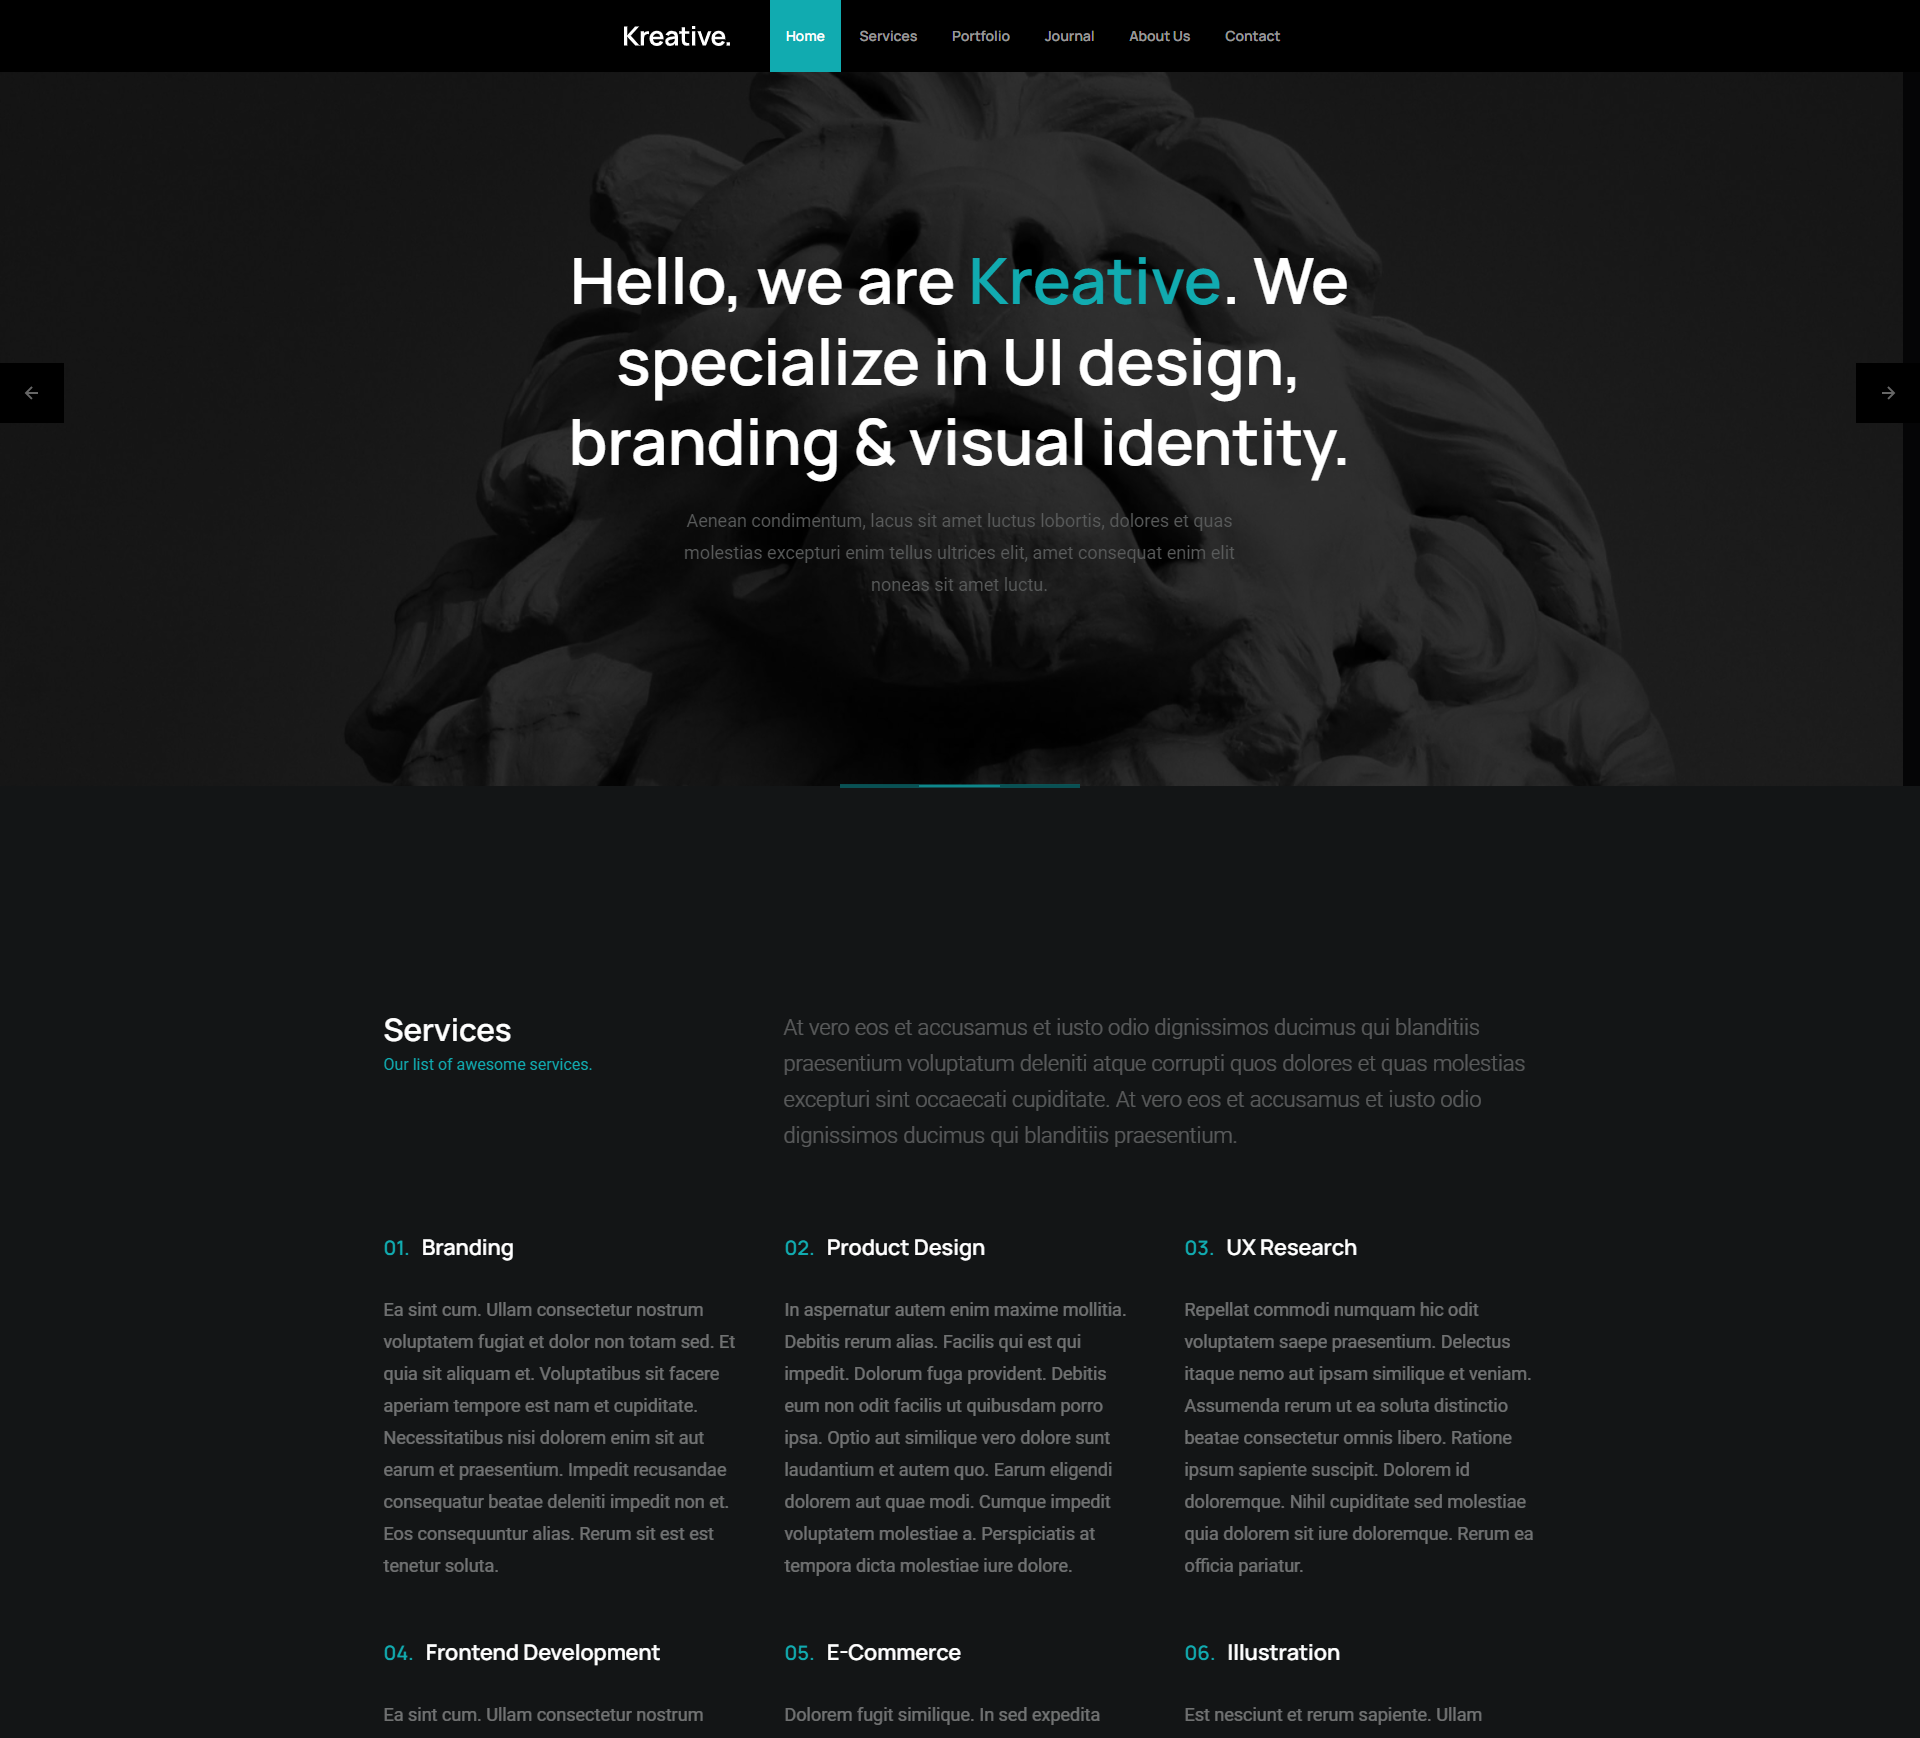 Kreative.
Home
Services
Portfolio
Journal
About Us
Contact
Hello, we are Kreative. We
specialize in UI design,
branding & visual identity.
Aenean condimentum, lacus sit amet luctus lobortis, dolores et quas
molestias excepturi enim tellus ultrices elit, amet consequat enim elit
noneas sit amet luctu.
Services
Our list of awesome services.
At vero eos et accusamus et iusto odio dignissimos ducimus qui blanditiis
praesentium voluptatum deleniti atque corrupti quos dolores et quas molestias
excepturi sint occaecati cupiditate. At vero eos et accusamus et iusto odio
dignissimos ducimus qui blanditiis praesentium.
01. Branding
Ea sint cum. Ullam consectetur nostrum
voluptatem fugiat et dolor non totam sed. Et
quia sit aliquam et. Voluptatibus sit facere
aperiam tempore est nam et cupiditate.
Necessitatibus nisi dolorem enim sit aut
earum et praesentium. Impedit recusandae
consequatur beatae deleniti impedit non et.
Eos consequuntur alias. Rerum sit est est
tenetur soluta.
02. Product Design
In aspernatur autem enim maxime mollitia.
Debitis rerum alias. Facilis qui est qui
impedit. Dolorum fuga provident. Debitis
eum non odit facilis ut quibusdam porro
ipsa. Optio aut similique vero dolore sunt
laudantium et autem quo. Earum eligendi
dolorem aut quae modi. Cumque impedit
voluptatem molestiae a. Perspiciatis at
tempora dicta molestiae iure dolore.
03. UX Research
Repellat commodi numquam hic odit
voluptatem saepe praesentium. Delectus
itaque nemo aut ipsam similique et veniam.
Assumenda rerum ut ea soluta distinctio
beatae consectetur omnis libero. Ratione
ipsum sapiente suscipit. Dolorem id
doloremque. Nihil cupiditate sed molestiae
quia dolorem sit iure doloremque. Rerum ea
officia pariatur.
04. Frontend Development
Ea sint cum. Ullam consectetur nostrum
05. E-Commerce
Dolorem fugit similique. In sed expedita
06. Illustration
Est nesciunt et rerum sapiente. Ullam